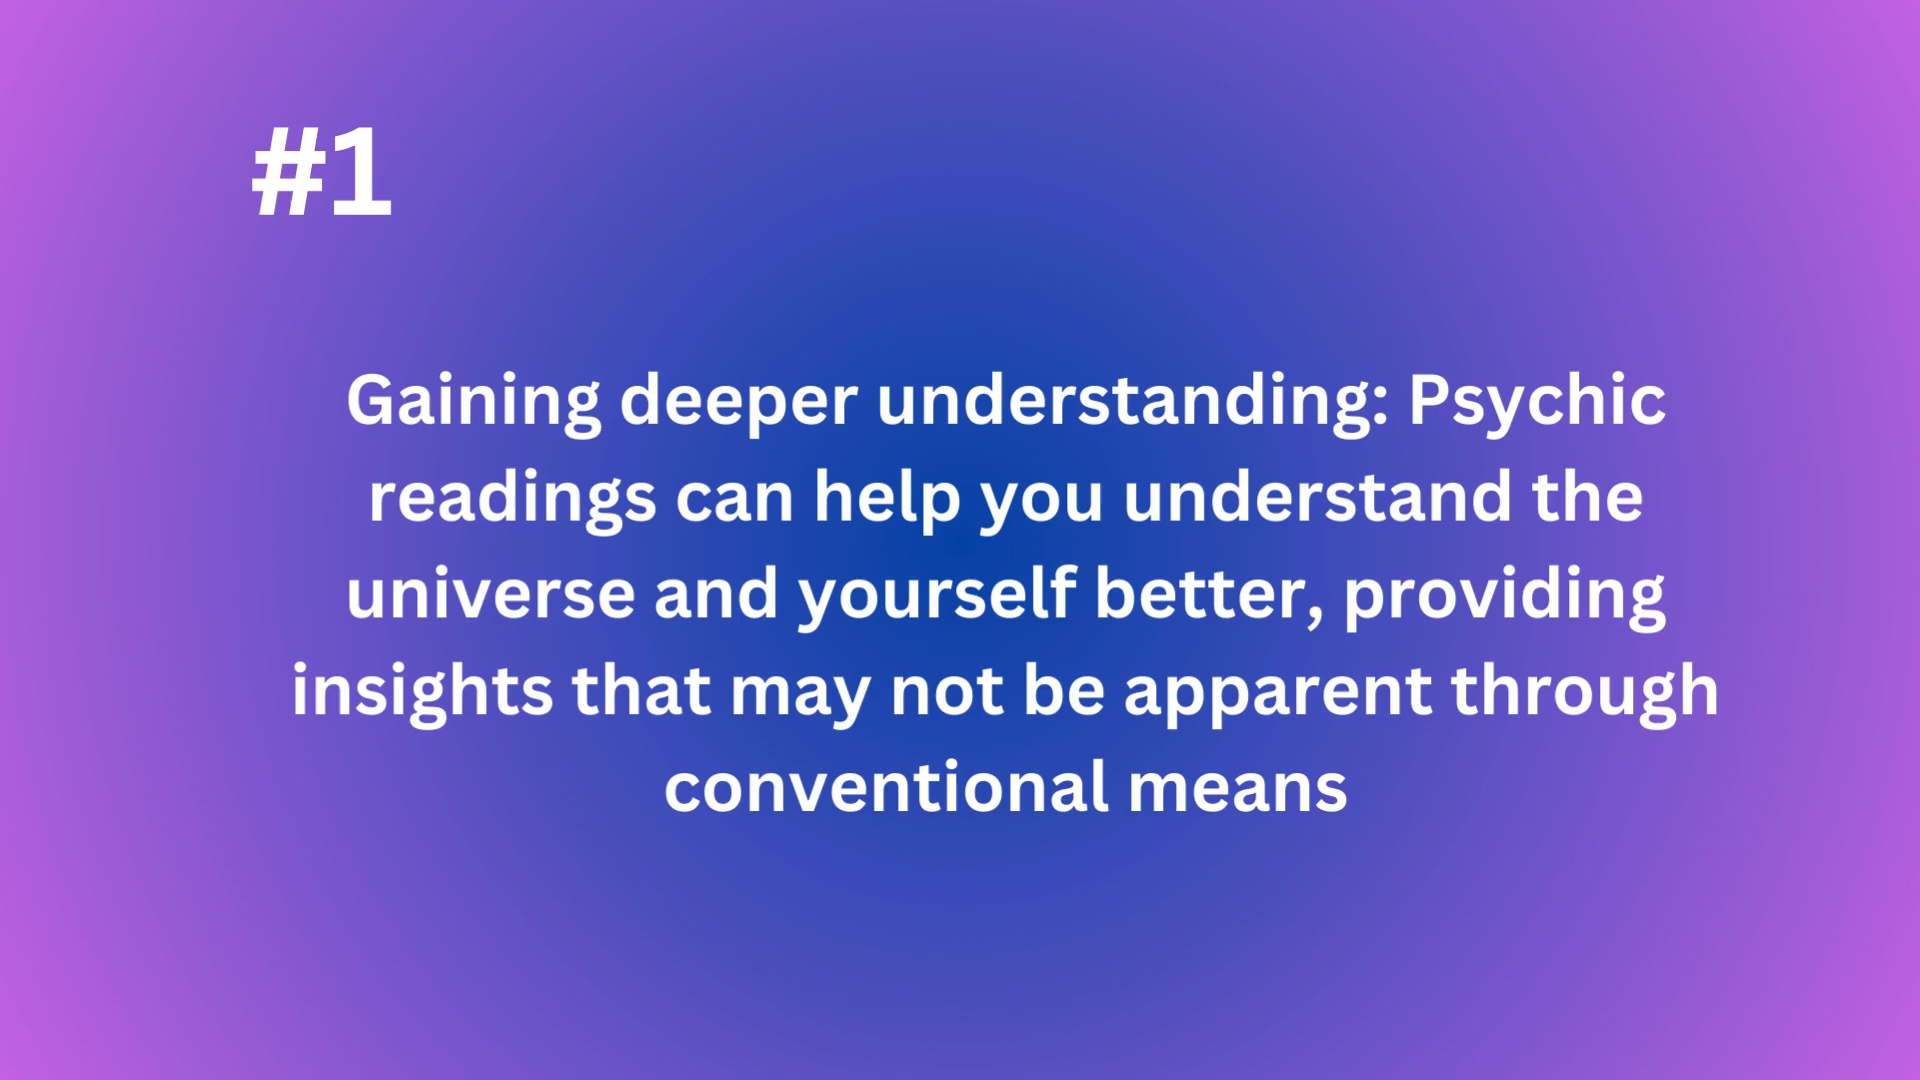 #1
Gaining deeper understanding: Psychic
readings can help you understand the
universe and yourself better, providing
insights that may not be apparent through
conventional means